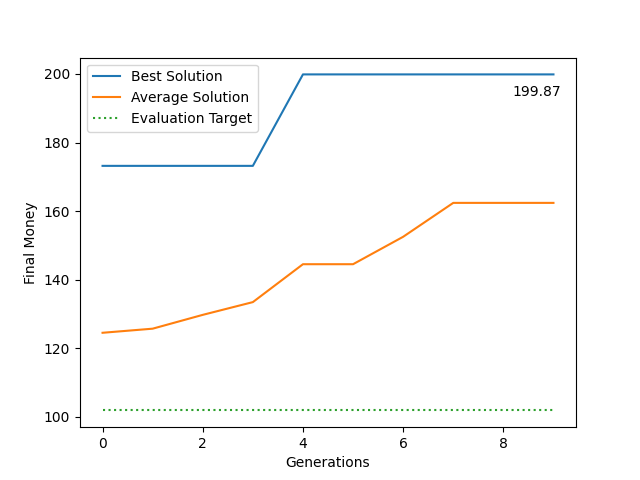 Best Solution
Average Solution
Evaluation Target
199.87
200
180
160
140
120
100
Final Money
0 2 4 6 8
Generations